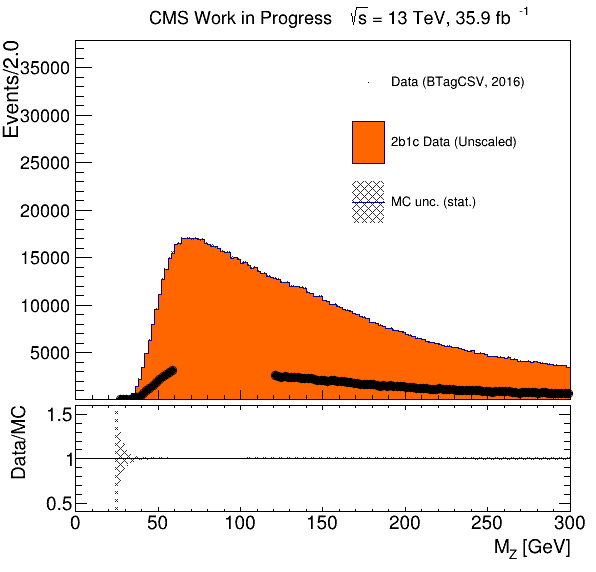 CMS Work in Progress √s = 13 TeV, 35.9 fb⁻¹
Events/2.0
35000
30000
25000
20000
15000
10000
5000
Data (BTagCSV, 2016)
2b1c Data (Unscaled)
MC unc. (stat.)
Data/MC
1.5
1
0.5
0 50 100 150 200 250 300
M_Z [GeV]